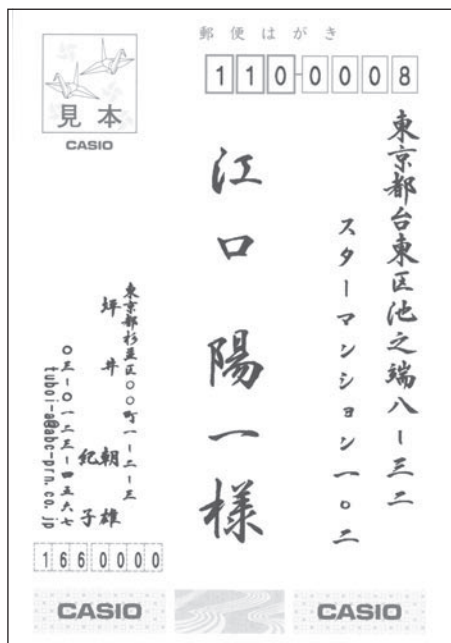 郵便はがき
110-0008
見本
CASIO
東京都台東区池之端八ー三二
スターマンション一〇二
江口陽一様
東京都杉並区〇〇町一ー二ー三
坪井朝雄
紀子
〇三ー〇一二三ー四五六七
tuboi-a@abc-prn.co.jp
1660000
CASIO
CASIO